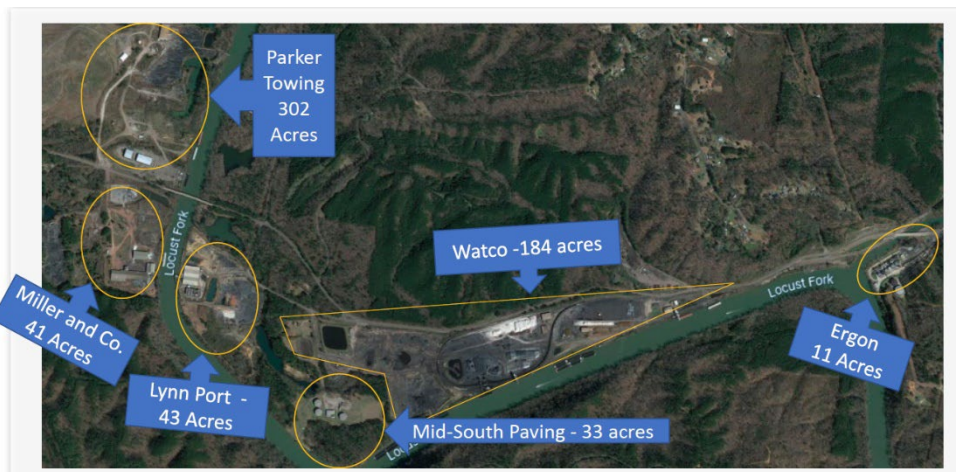 Parker
Towing
302
Acres
Locust Fork
Miller and Co.
41 Acres
Lynn Port -
43 Acres
Watco -184 acres
Locust Fork
Ergon
11 Acres
Mid-South Paving - 33 acres